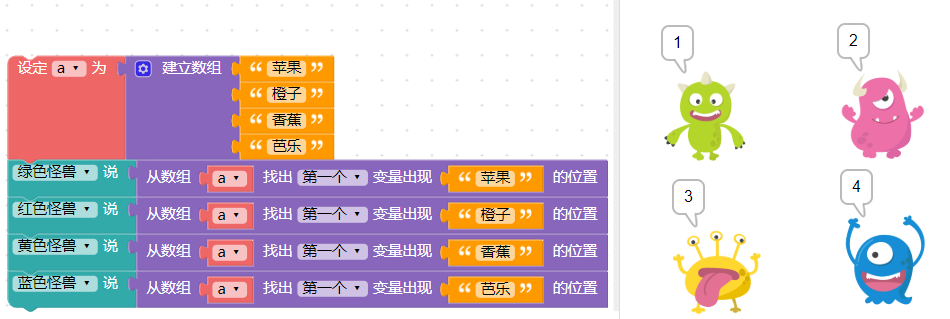 设定 a 为 建立数组 “ 苹果 ”
“ 橙子 ”
“ 香蕉 ”
“ 芭乐 ”
绿色怪兽 说 从数组 a 找出 第一个 变量出现 “ 苹果 ” 的位置
红色怪兽 说 从数组 a 找出 第一个 变量出现 “ 橙子 ” 的位置
黄色怪兽 说 从数组 a 找出 第一个 变量出现 “ 香蕉 ” 的位置
蓝色怪兽 说 从数组 a 找出 第一个 变量出现 “ 芭乐 ” 的位置
1
2
3
4